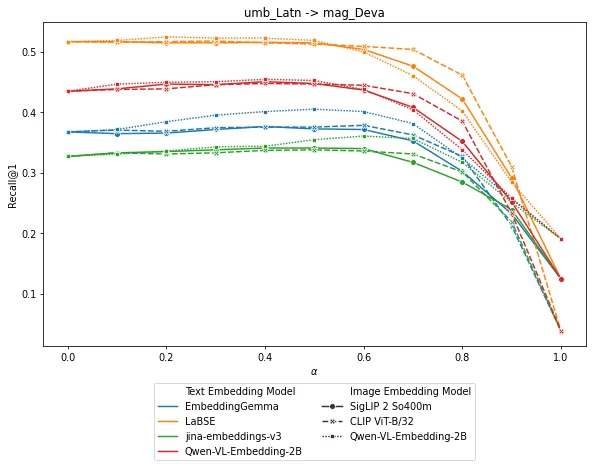 umb_Latn -> mag_Deva
Recall@1
0.5
0.4
0.3
0.2
0.1
0.0 0.2 0.4 0.6 0.8 1.0
α
Text Embedding Model
EmbeddingGemma
LaBSE
jina-embeddings-v3
Qwen-VL-Embedding-2B
Image Embedding Model
SigLIP 2 So400m
CLIP ViT-B/32
Qwen-VL-Embedding-2B